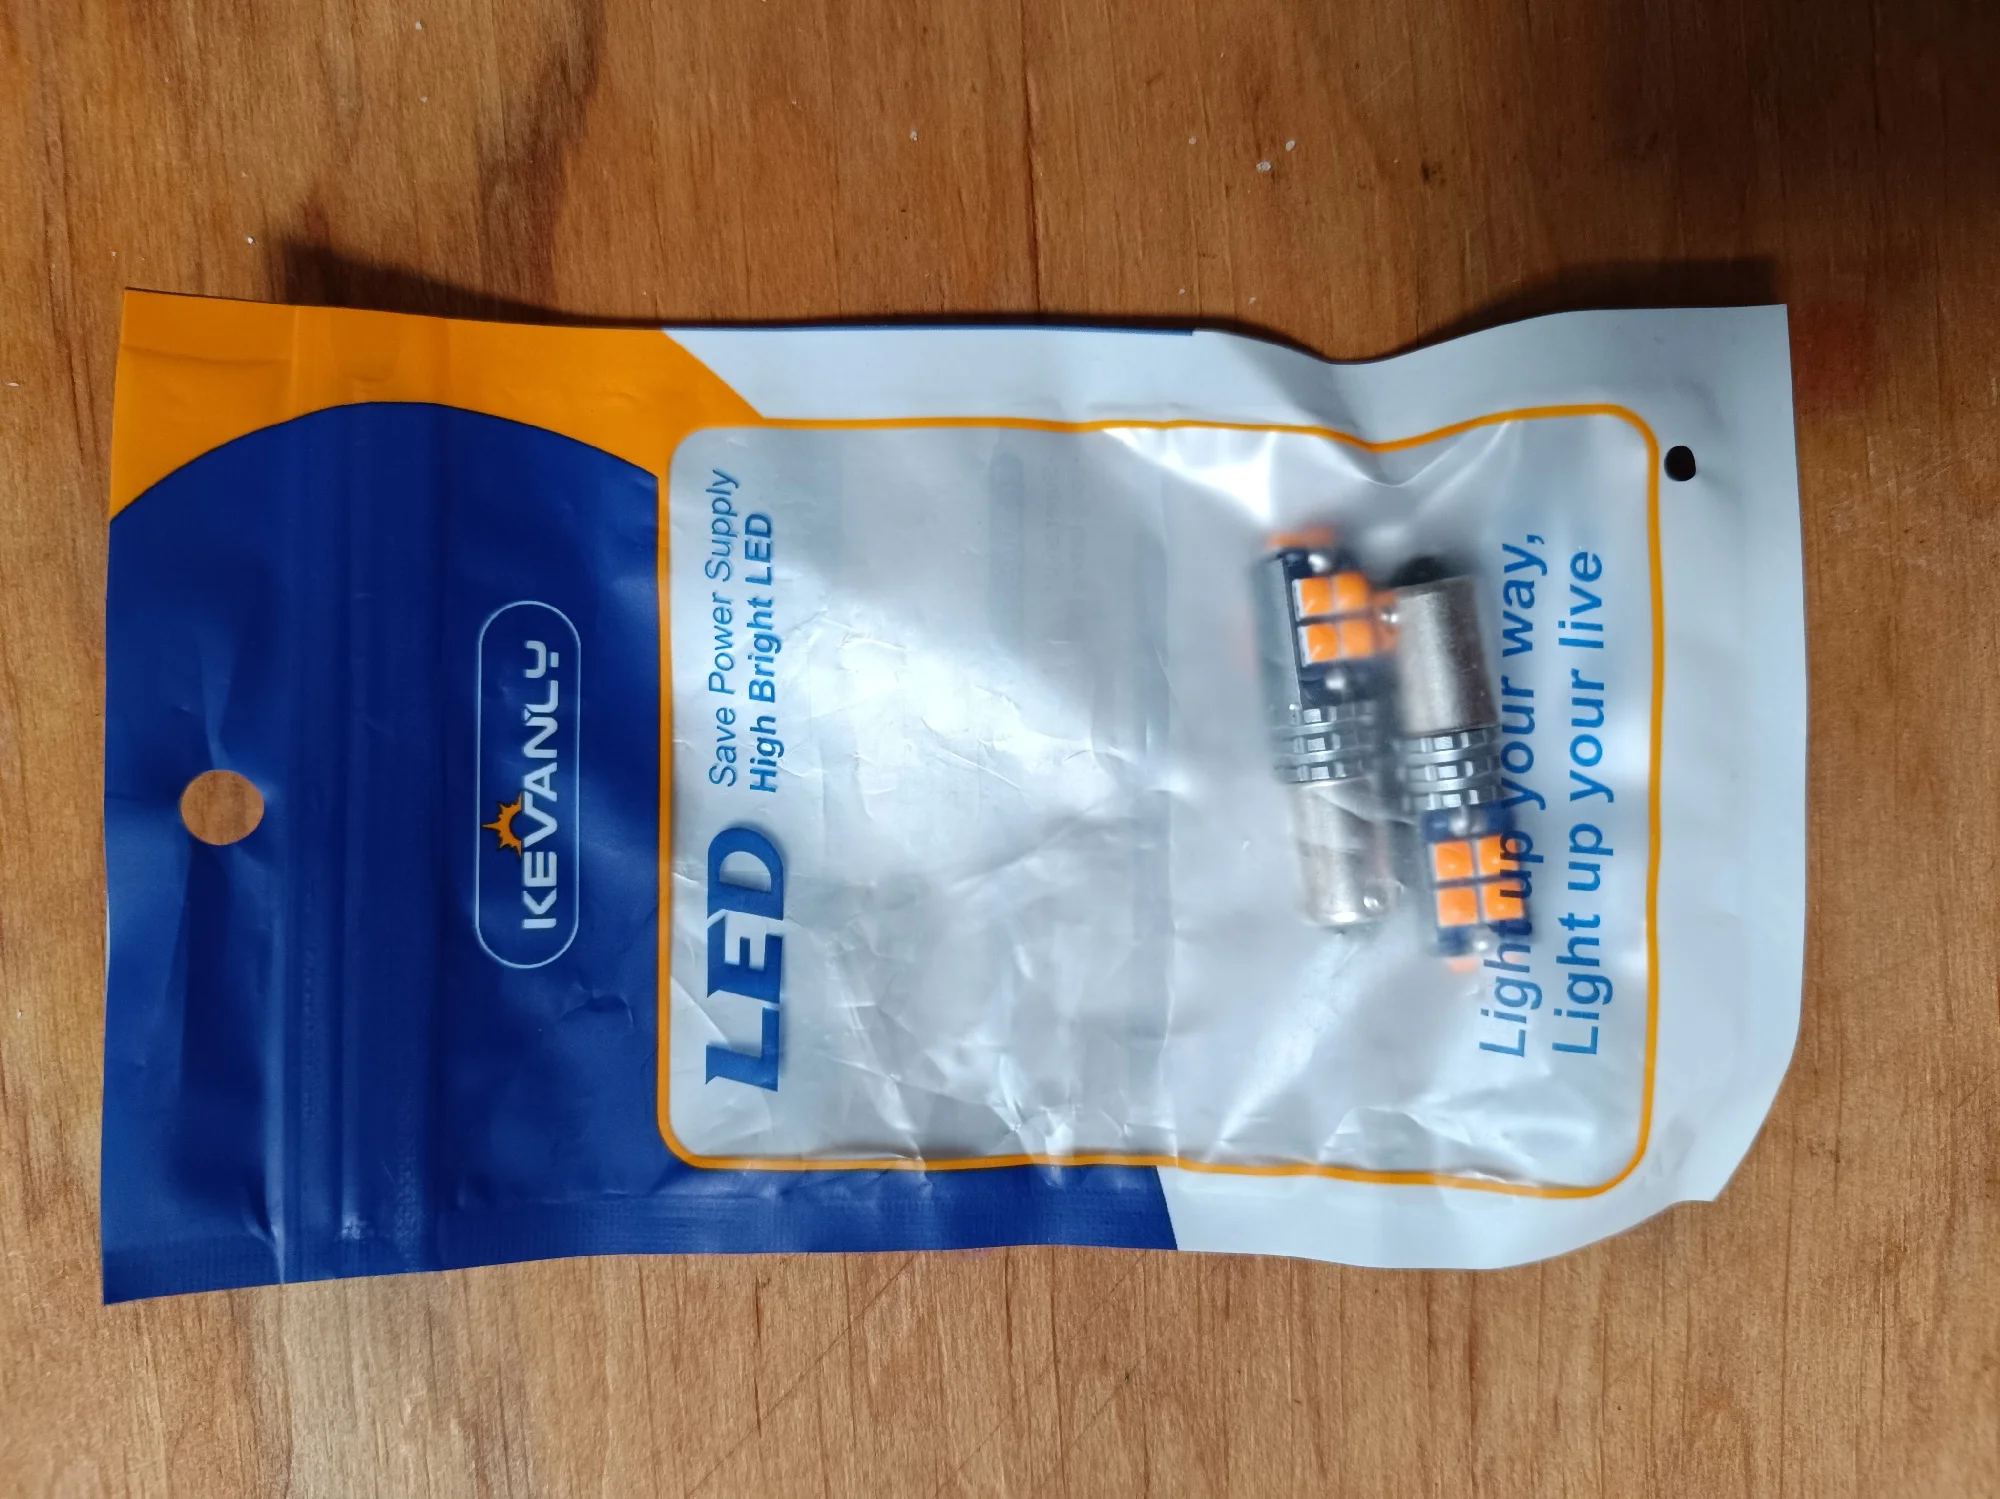 KEVANLY
LED
Save Power Supply
High Bright LED
Light up your way,
Light up your live